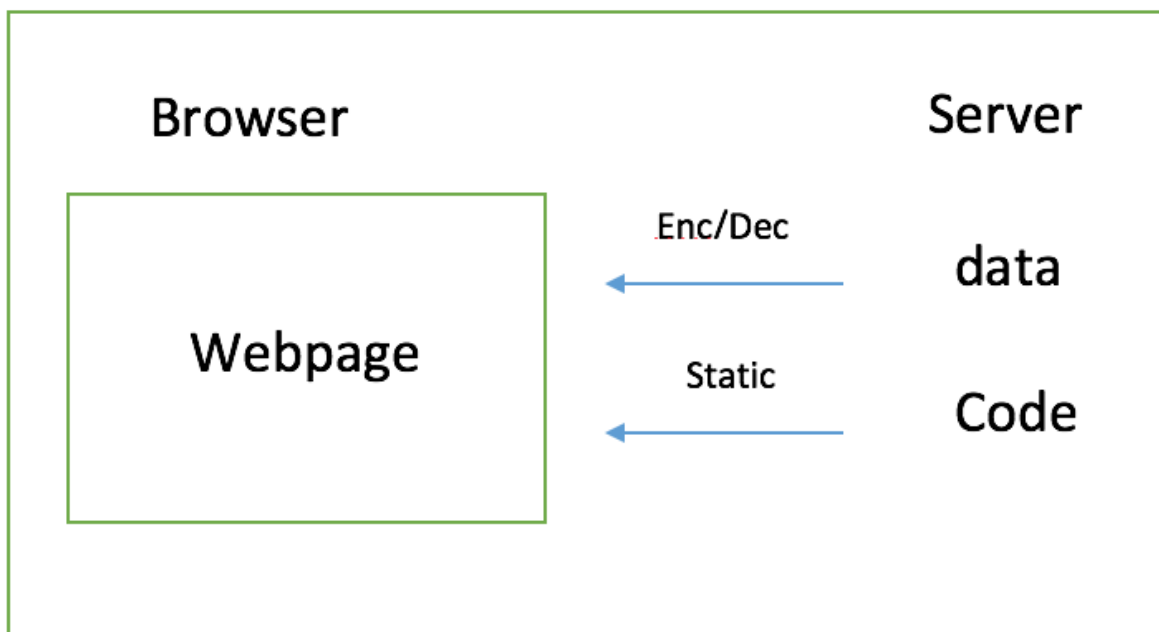 Browser
Server
Enc/Dec
data
Webpage
Static
Code